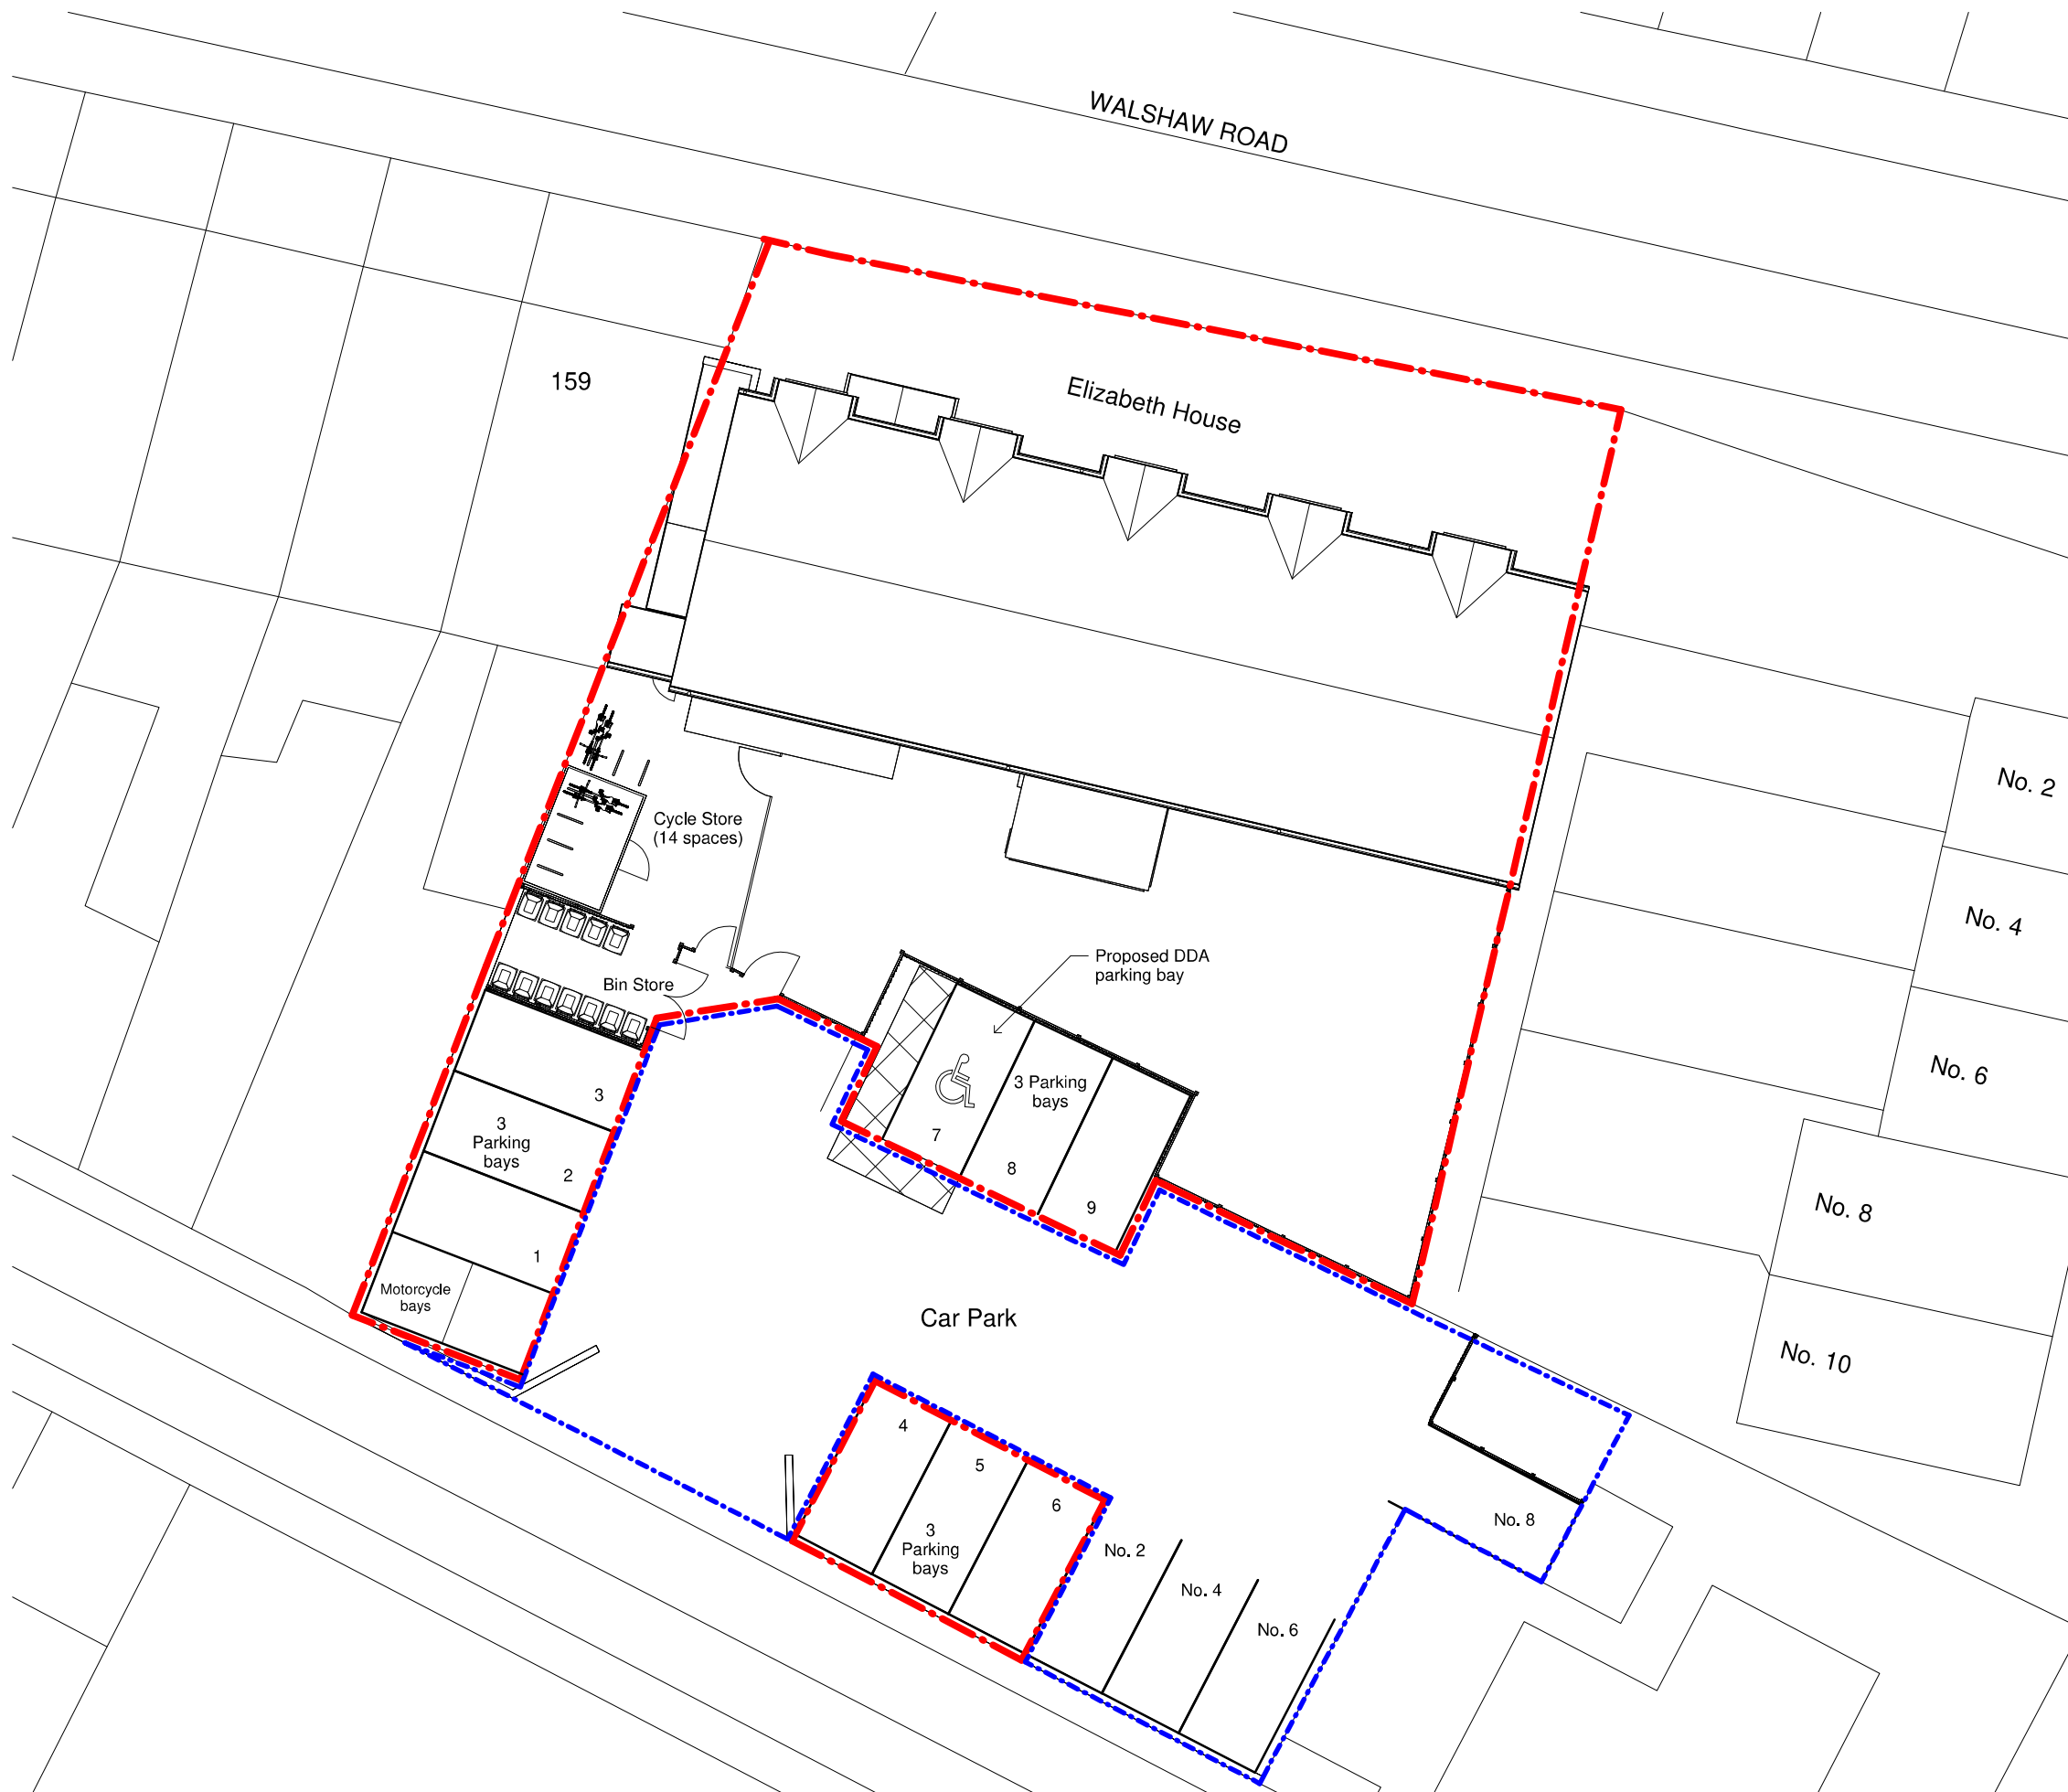 WALSHAW ROAD
159
Elizabeth House
No. 2
Cycle Store
(14 spaces)
No. 4
Proposed DDA
parking bay
Bin Store
No. 6
3 Parking
bays
3
3
Parking
bays
7
2
8
No. 8
9
1
Motorcycle
bays
Car Park
No. 10
4
5
6
3
Parking
bays
No. 8
No. 2
No. 4
No. 6